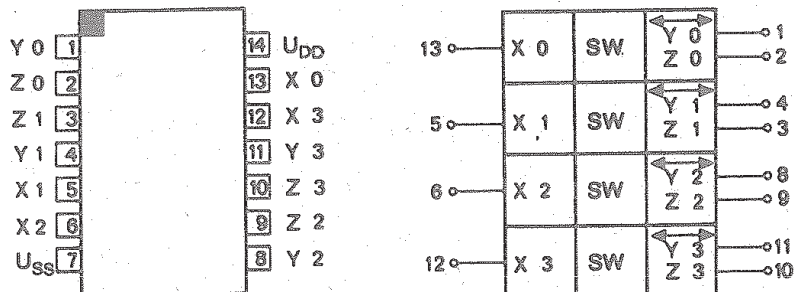 Y 0 1 14 U_DD
Z 0 2 13 X 0
Z 1 3 12 X 3
Y 1 4 11 Y 3
X 1 5 10 Z 3
X 2 6 9 Z 2
U_SS 7 8 Y 2
13 X 0 SW Y 0 1
Z 0 2
5 X 1 SW Y 1 4
Z 1 3
6 X 2 SW Y 2 8
Z 2 9
12 X 3 SW Y 3 11
Z 3 10